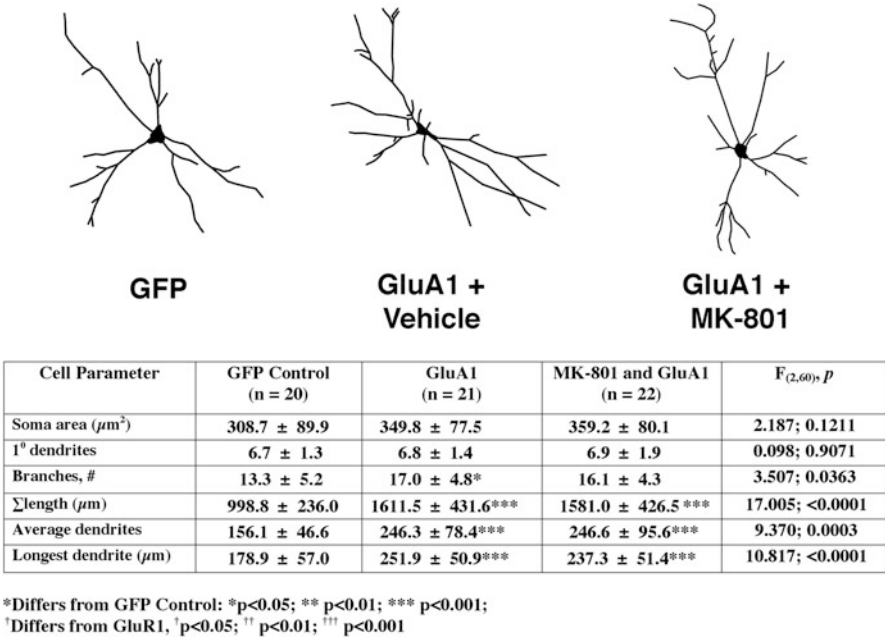 GFP
GluA1 +
Vehicle
GluA1 +
MK-801
Cell Parameter GFP Control (n = 20) GluA1 (n = 21) MK-801 and GluA1 (n = 22) F(2,60), p
Soma area (µm²) 308.7 ± 89.9 349.8 ± 77.5 359.2 ± 80.1 2.187; 0.1211
1⁰ dendrites 6.7 ± 1.3 6.8 ± 1.4 6.9 ± 1.9 0.098; 0.9071
Branches, # 13.3 ± 5.2 17.0 ± 4.8* 16.1 ± 4.3 3.507; 0.0363
∑length (µm) 998.8 ± 236.0 1611.5 ± 431.6*** 1581.0 ± 426.5 *** 17.005; <0.0001
Average dendrites 156.1 ± 46.6 246.3 ± 78.4*** 246.6 ± 95.6*** 9.370; 0.0003
Longest dendrite (µm) 178.9 ± 57.0 251.9 ± 50.9*** 237.3 ± 51.4*** 10.817; <0.0001
*Differs from GFP Control: *p<0.05; ** p<0.01; *** p<0.001;
†Differs from GluR1, †p<0.05; †† p<0.01; ††† p<0.001